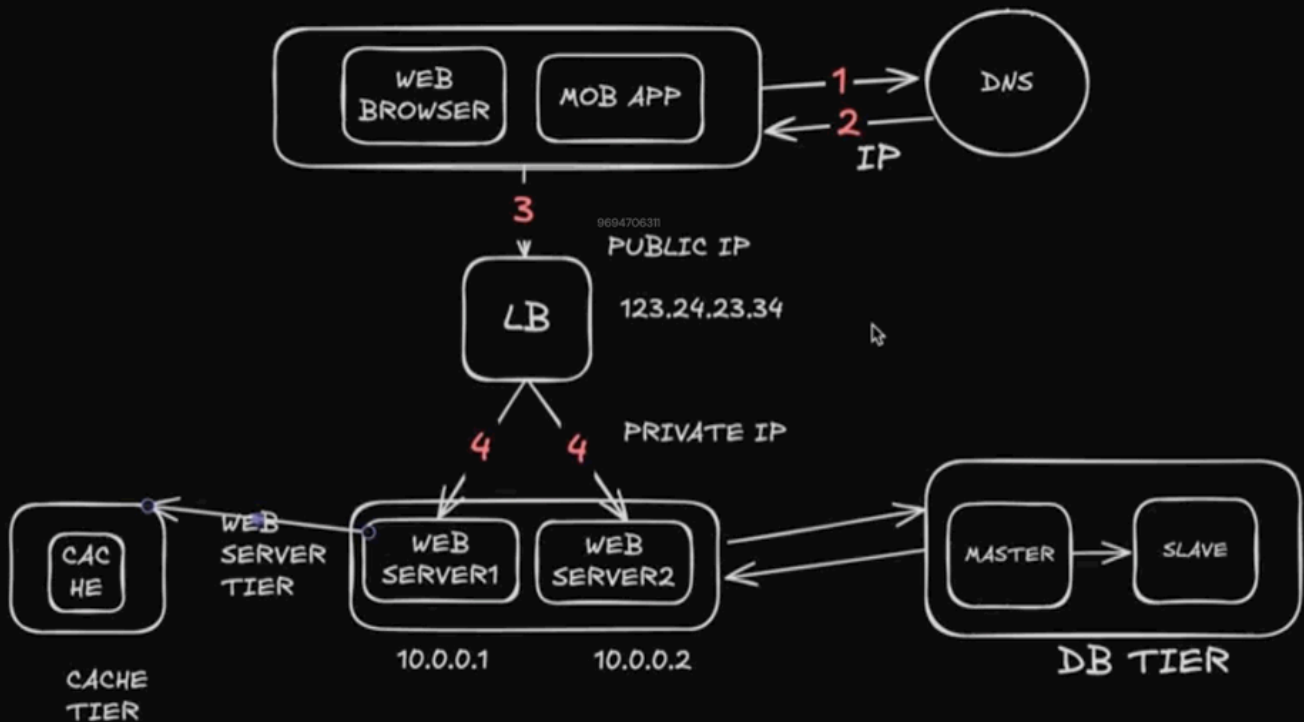 WEB
BROWSER
MOB APP
1
2
IP
DNS
3
9694706311
PUBLIC IP
LB
123.24.23.34
4
4
PRIVATE IP
CAC
HE
CACHE
TIER
WEB
SERVER
TIER
WEB
SERVER1
WEB
SERVER2
10.0.0.1
10.0.0.2
MASTER
SLAVE
DB TIER